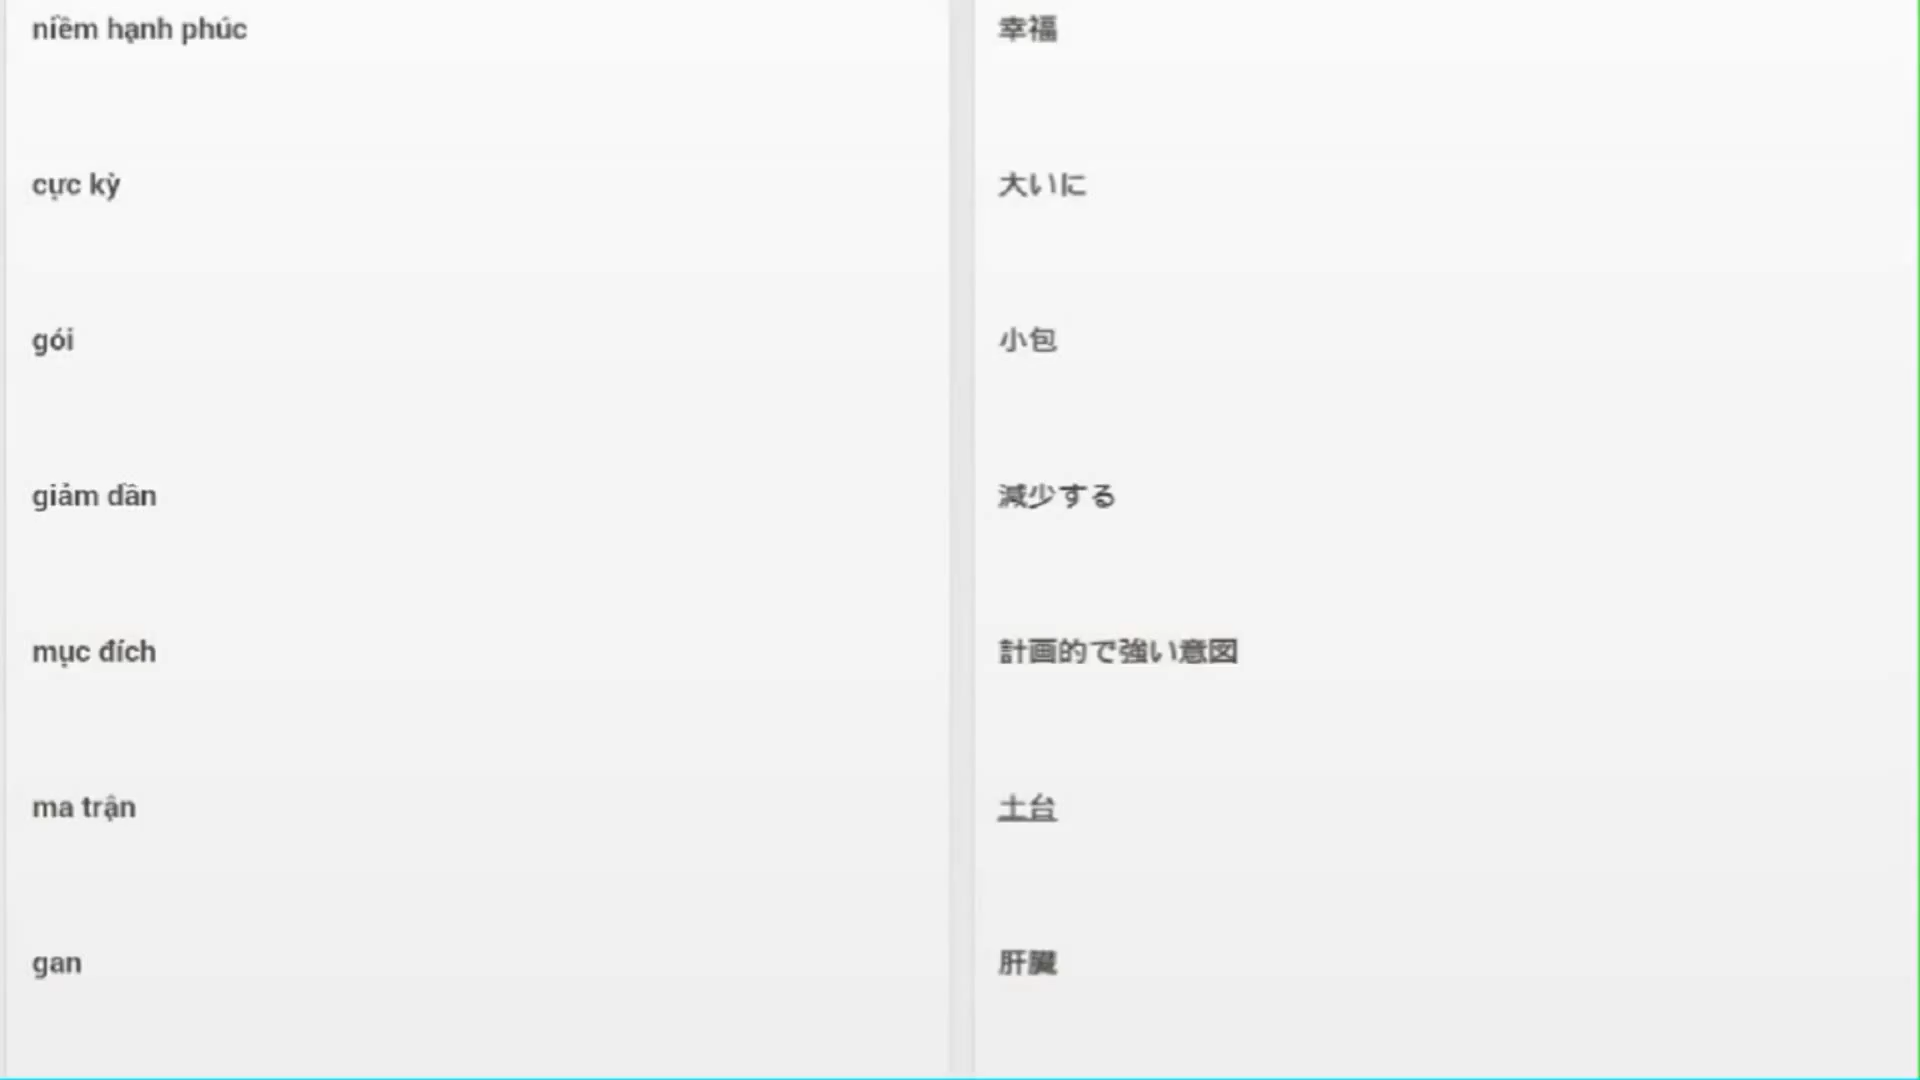 niềm hạnh phúc 幸福
cực kỳ 大いに
gói 小包
giảm dần 減少する
mục đích 計画的で強い意図
ma trận 土台
gan 肝臓